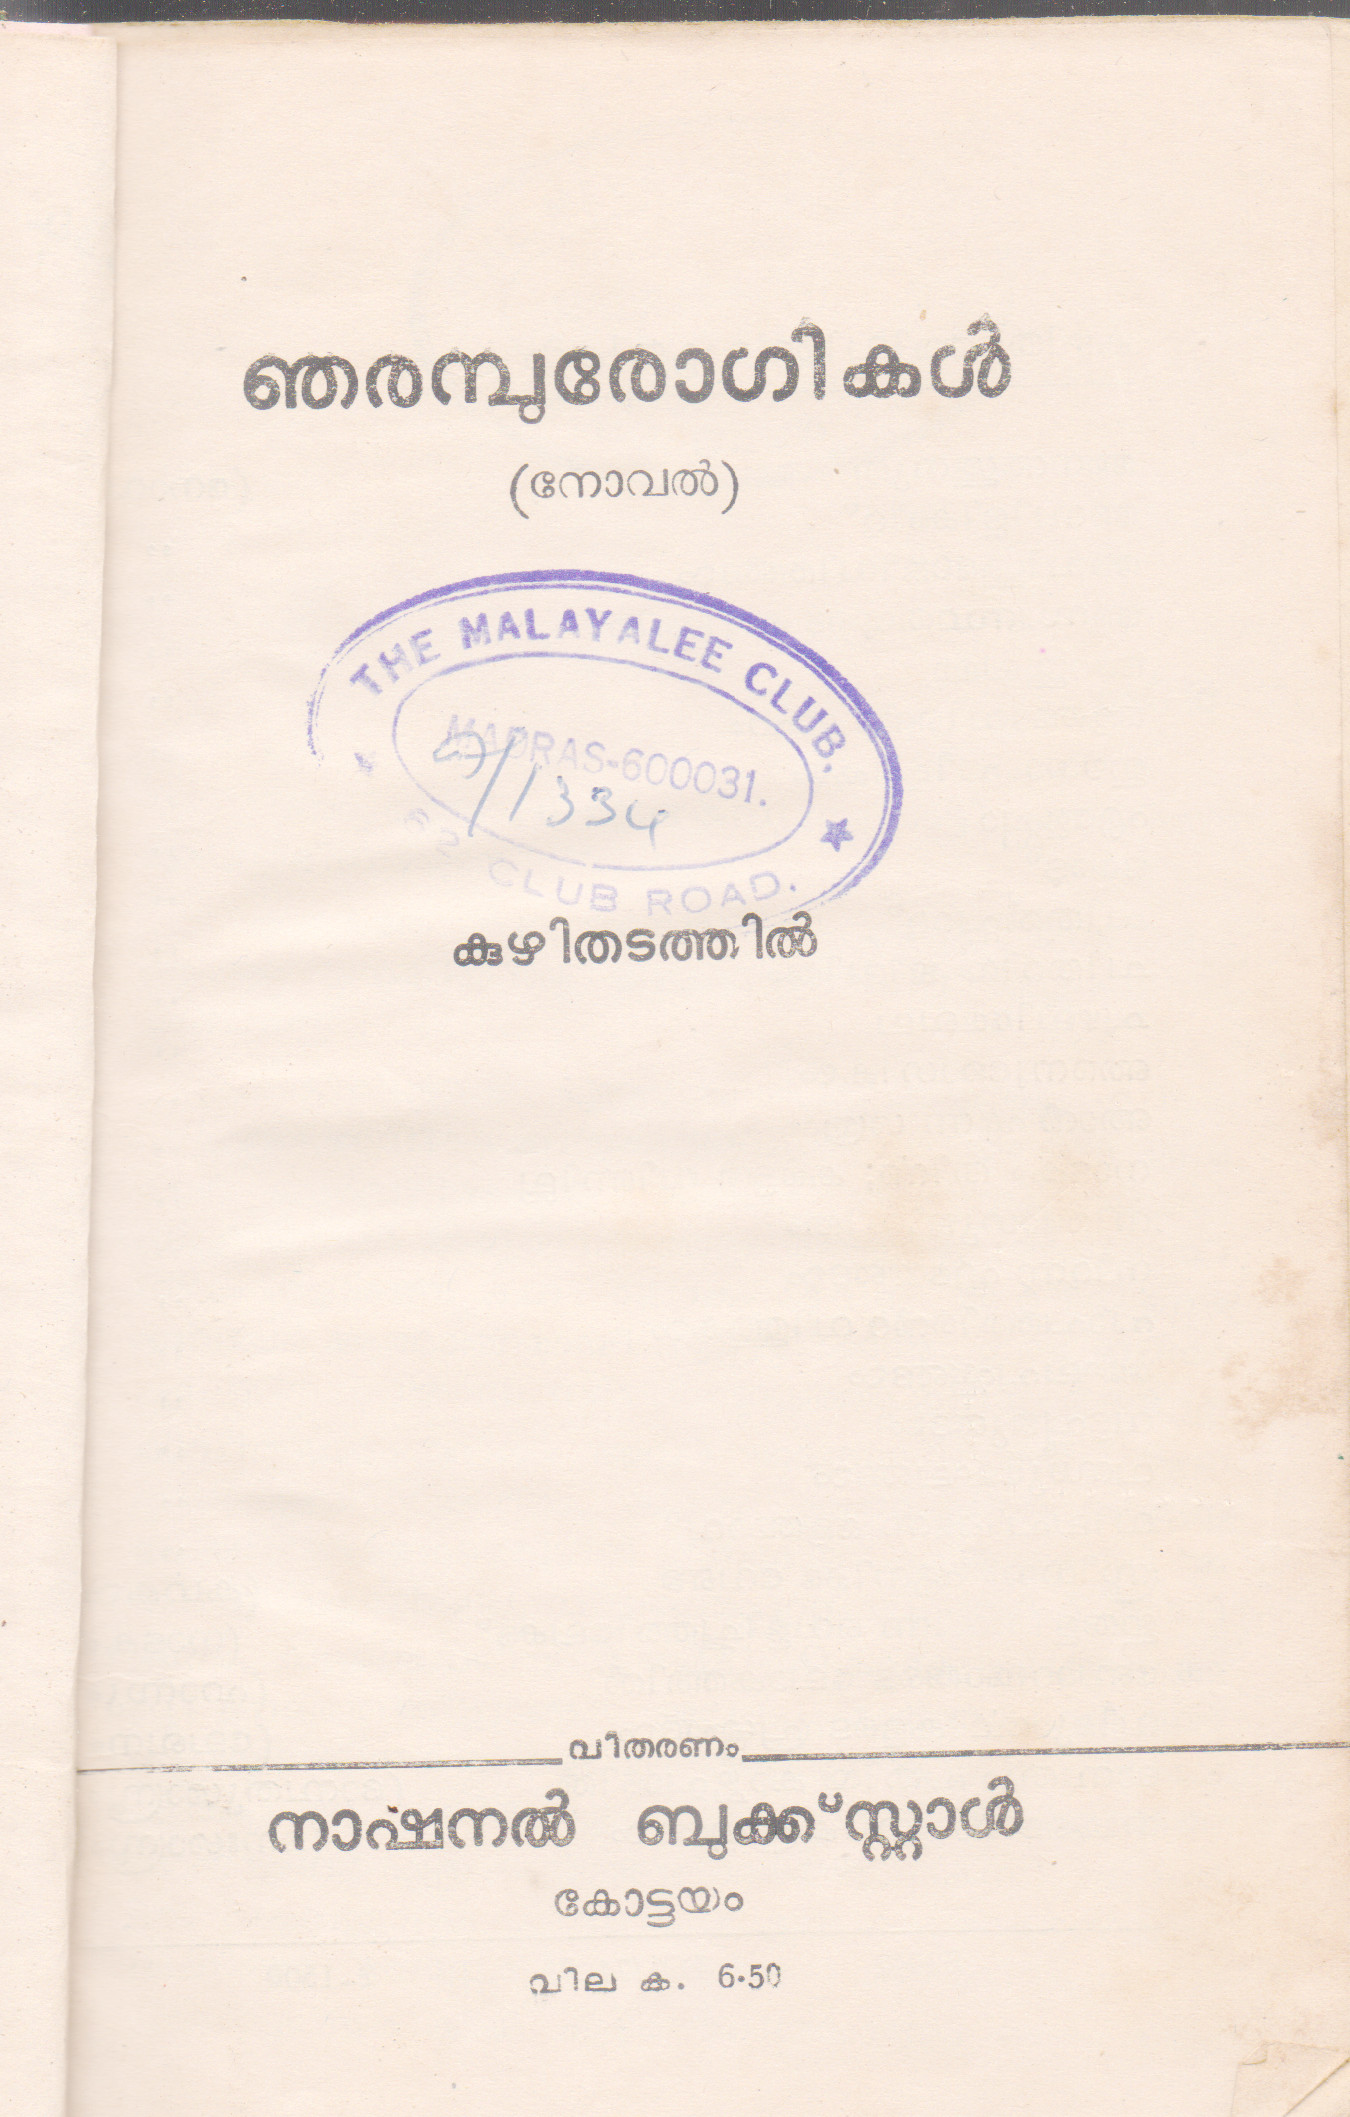 ഞരമ്പുരോഗികൾ
(നോവൽ)
THE MALAYALEE CLUB.
MADRAS-600031.
/1334
CLUB ROAD.
കുഴിതടത്തിൽ
വിതരണം
നാഷനൽ ബുക്ക്സ്റ്റാൾ
കോട്ടയം
വില ക. 6·50